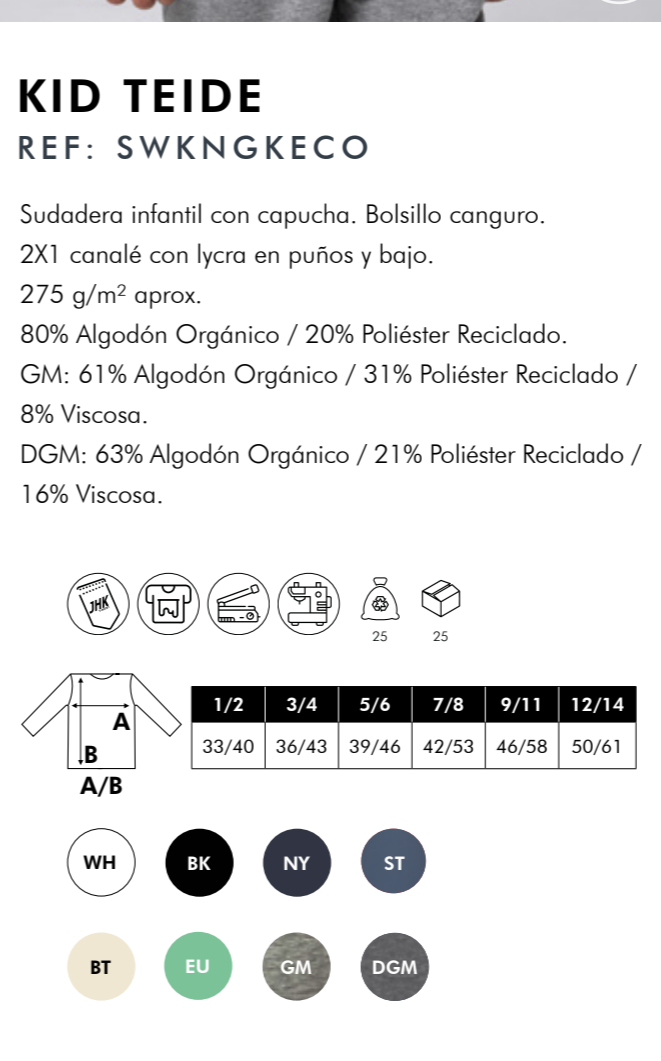 KID TEIDE
REF: SWKNGKECO
Sudadera infantil con capucha. Bolsillo canguro.
2X1 canalé con lycra en puños y bajo.
275 g/m² aprox.
80% Algodón Orgánico / 20% Poliéster Reciclado.
GM: 61% Algodón Orgánico / 31% Poliéster Reciclado /
8% Viscosa.
DGM: 63% Algodón Orgánico / 21% Poliéster Reciclado /
16% Viscosa.
JHK
25 25
A
B
A/B
1/2 3/4 5/6 7/8 9/11 12/14
33/40 36/43 39/46 42/53 46/58 50/61
WH BK NY ST
BT EU GM DGM